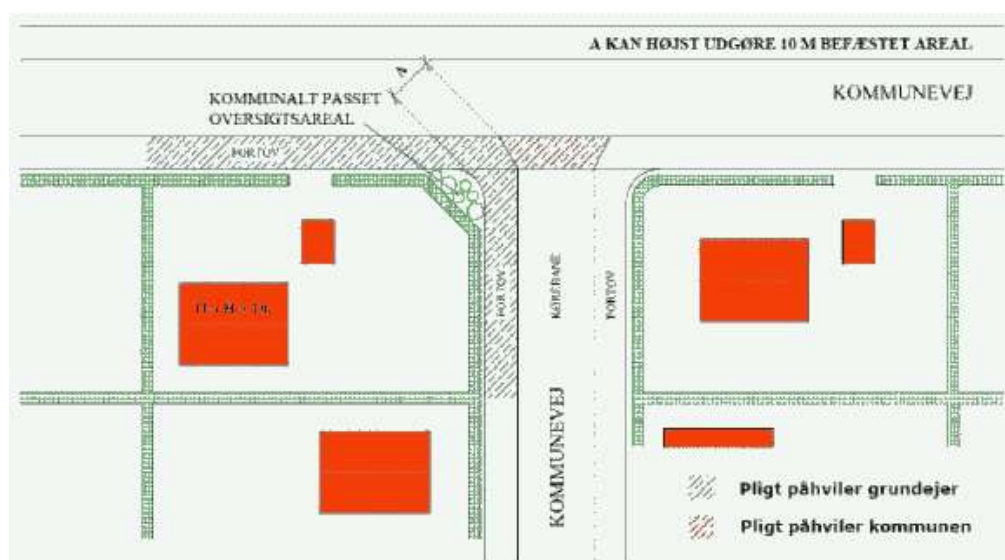 A KAN HØJST UDGØRE 10 M BEFÆSTET AREAL
KOMMUNEVEJ
A
KOMMUNALT PASSET
OVERSIGTSAREAL
FORTOV
FORTOV
KØREBANE
FORTOV
KOMMUNEVEJ
Pligt påhviler grundejer
Pligt påhviler kommunen